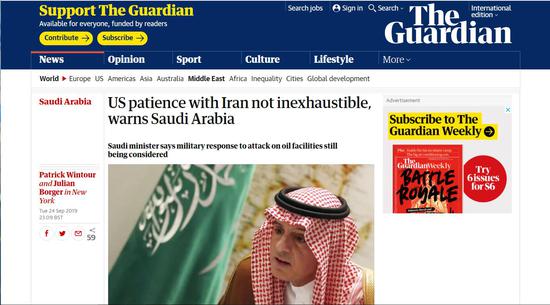 Support The Guardian
Available for everyone, funded by readers
Contribute →
Subscribe →
Search jobs
Sign in
Search
The
Guardian
International
edition
News
Opinion
Sport
Culture
Lifestyle
More
World
Europe
US
Americas
Asia
Australia
Middle East
Africa
Inequality
Cities
Global development
Saudi Arabia
US patience with Iran not inexhaustible,
warns Saudi Arabia
Saudi minister says military response to attack on oil facilities still
being considered
Patrick Wintour
and Julian
Borger in New
York
Tue 24 Sep 2019
23.09 BST
59
Advertisement
Subscribe to The
Guardian Weekly →
The Guardian Weekly
BATTLE
ROYALE
Try
6 issues
for $6